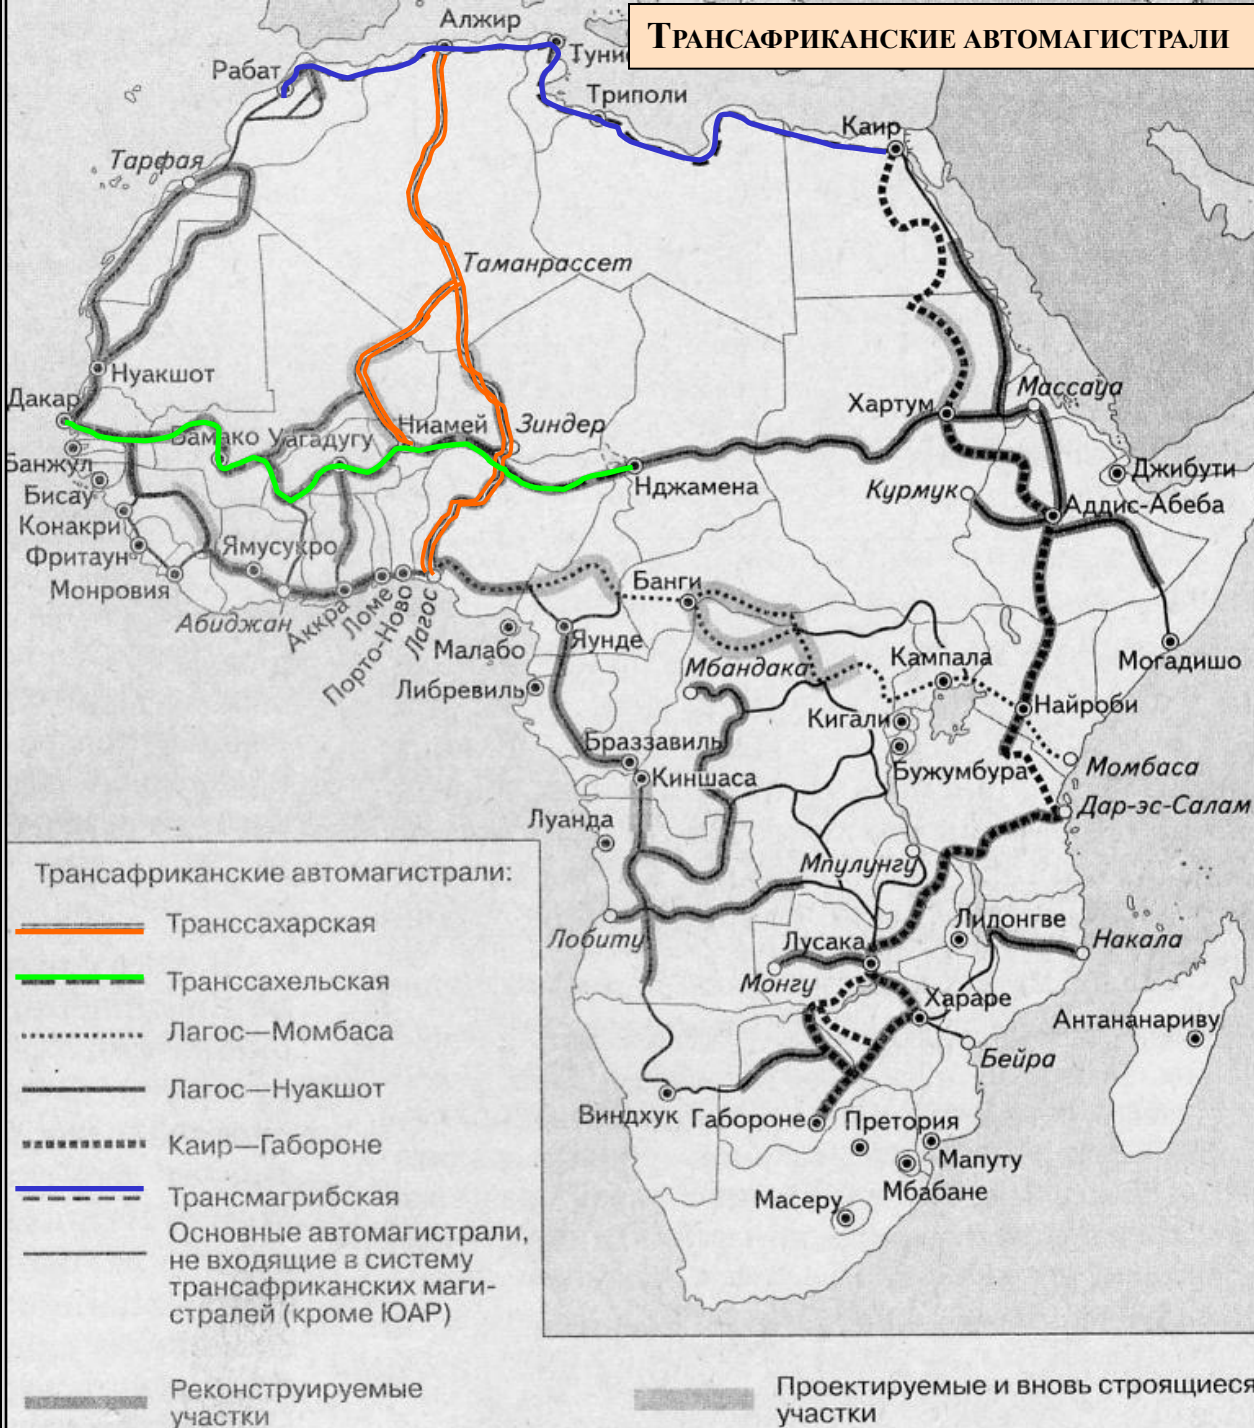 ТРАНСАФРИКАНСКИЕ АВТОМАГИСТРАЛИ
Алжир
Тунис
Рабат
Триполи
Каир
Тарфая
Таманрассет
Нуакшот
Дакар
Бамако
Уагадугу
Ниамей
Зиндер
Хартум
Массауа
Банжул
Нджамена
Джибути
Бисау
Курмук
Аддис-Абеба
Конакри
Фритаун
Ямусукро
Монровия
Абиджан
Аккра
Ломе
Порто-Ново
Лагос
Банги
Малабо
Яунде
Мбандака
Кампала
Могадишо
Либревиль
Кигали
Найроби
Браззавиль
Киншаса
Бужумбура
Момбаса
Дар-эс-Салам
Луанда
Мпилунгу
Лобиту
Лусака
Лилонгве
Накала
Монгу
Хараре
Антананариву
Бейра
Виндхук
Габороне
Претория
Мапуту
Мбабане
Масеру
Трансафриканские автомагистрали:
Транссахарская
Транссахельская
Лагос—Момбаса
Лагос—Нуакшот
Каир—Габороне
Трансмагрибская
Основные автомагистрали,
не входящие в систему
трансафриканских маги-
стралей (кроме ЮАР)
Реконструируемые
участки
Проектируемые и вновь строящиеся
участки